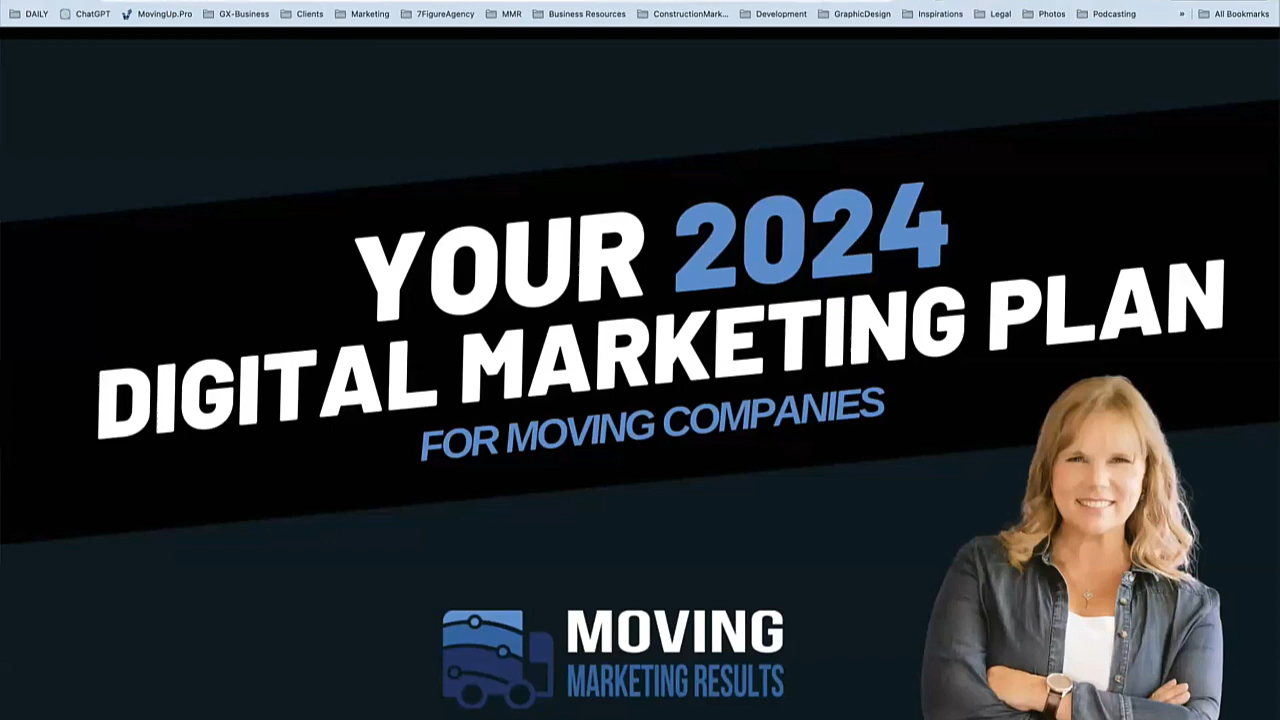 DAILY ChatGPT MovingUp.Pro GX-Business Clients Marketing 7FigureAgency MMR Business Resources ConstructionMark... Development GraphicDesign Inspirations Legal Photos Podcasting » All Bookmarks
YOUR 2024
DIGITAL MARKETING PLAN
FOR MOVING COMPANIES
MOVING
MARKETING RESULTS